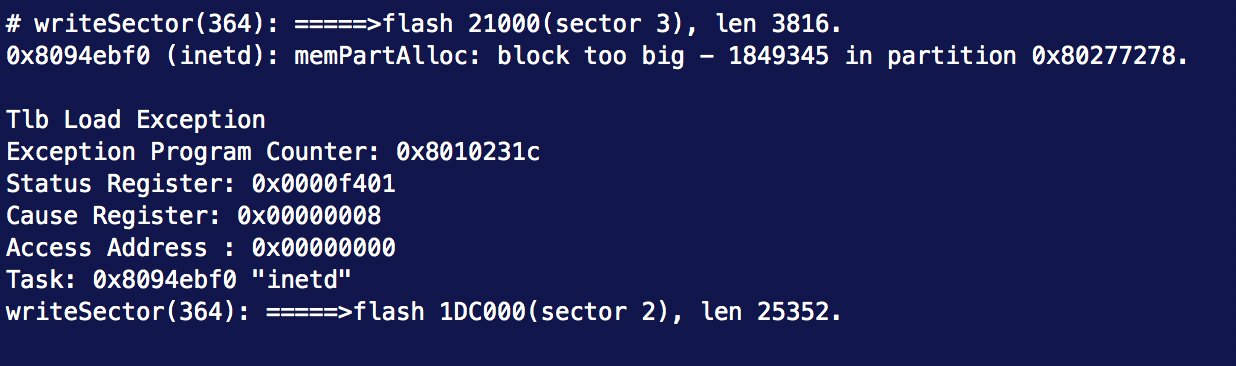 # writeSector(364): =====>flash 21000(sector 3), len 3816.
0x8094ebf0 (inetd): memPartAlloc: block too big - 1849345 in partition 0x80277278.
Tlb Load Exception
Exception Program Counter: 0x8010231c
Status Register: 0x0000f401
Cause Register: 0x00000008
Access Address : 0x00000000
Task: 0x8094ebf0 "inetd"
writeSector(364): =====>flash 1DC000(sector 2), len 25352.